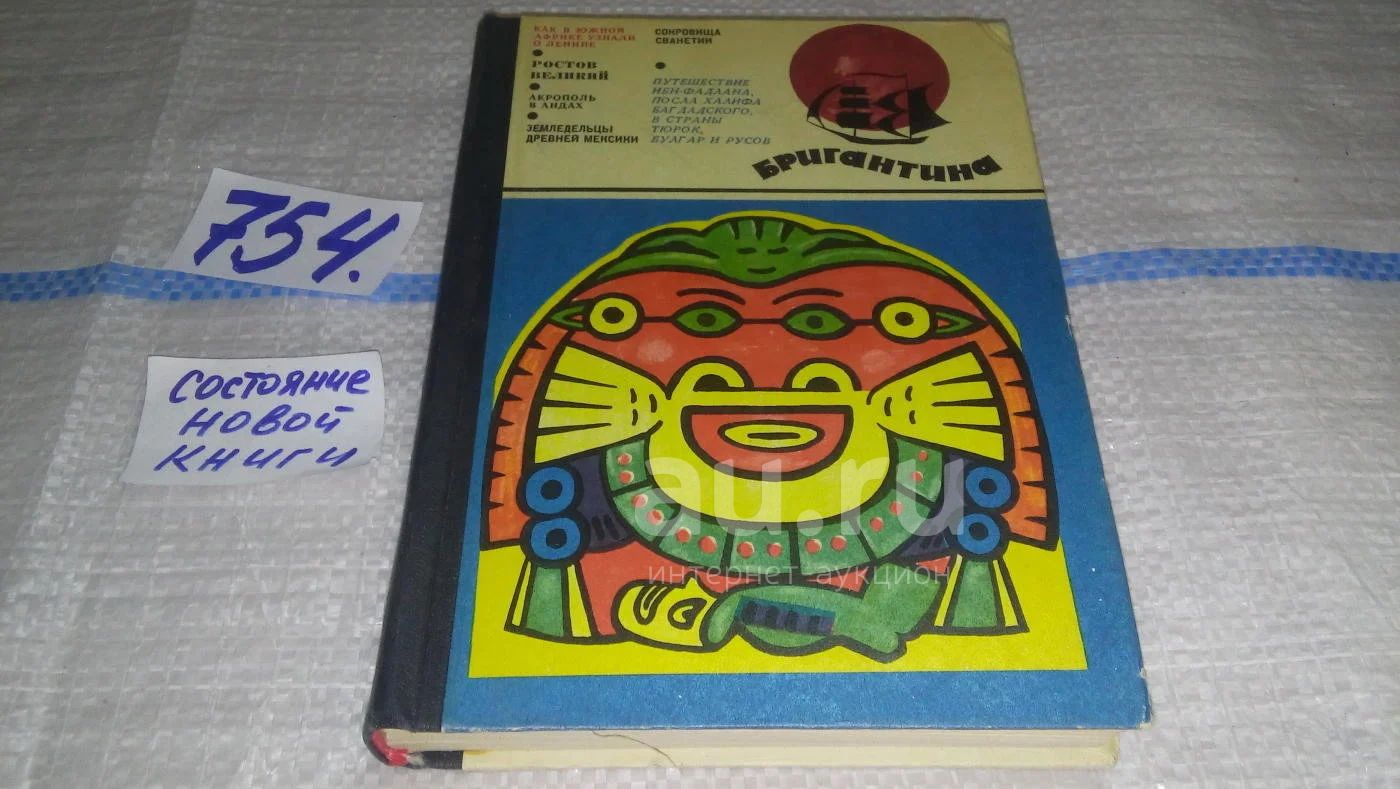 КАК В ЮЖНОЙ
АФРИКЕ УЗНАЛИ
О ЛЕНИНЕ
РОСТОВ
ВЕЛИКИЙ
АКРОПОЛЬ
В АНДАХ
ЗЕМЛЕДЕЛЬЦЫ
ДРЕВНЕЙ МЕКСИКИ
СОКРОВИЩА
СВАНЕТИИ
ПУТЕШЕСТВИЕ
ИБН-ФАДЛАНА,
ПОСЛА ХАЛИФА
БАГДАДСКОГО,
В СТРАНЫ
ТЮРОК,
БУЛГАР И РУСОВ
БРИГАНТИНА
754.
СОСТОЯНИЕ
НОВОЙ
КНИГИ
au.ru
интернет аукцион